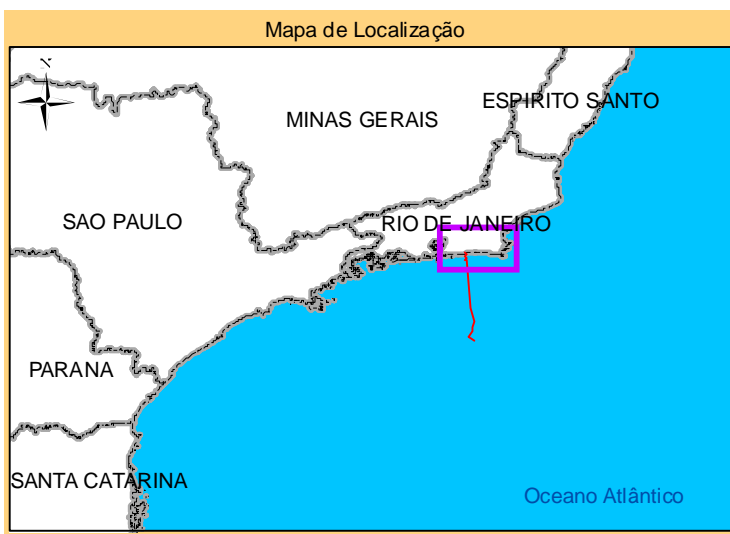 Mapa de Localização
N
ESPIRITO SANTO
MINAS GERAIS
SAO PAULO
RIO DE JANEIRO
PARANA
SANTA CATARINA
Oceano Atlântico